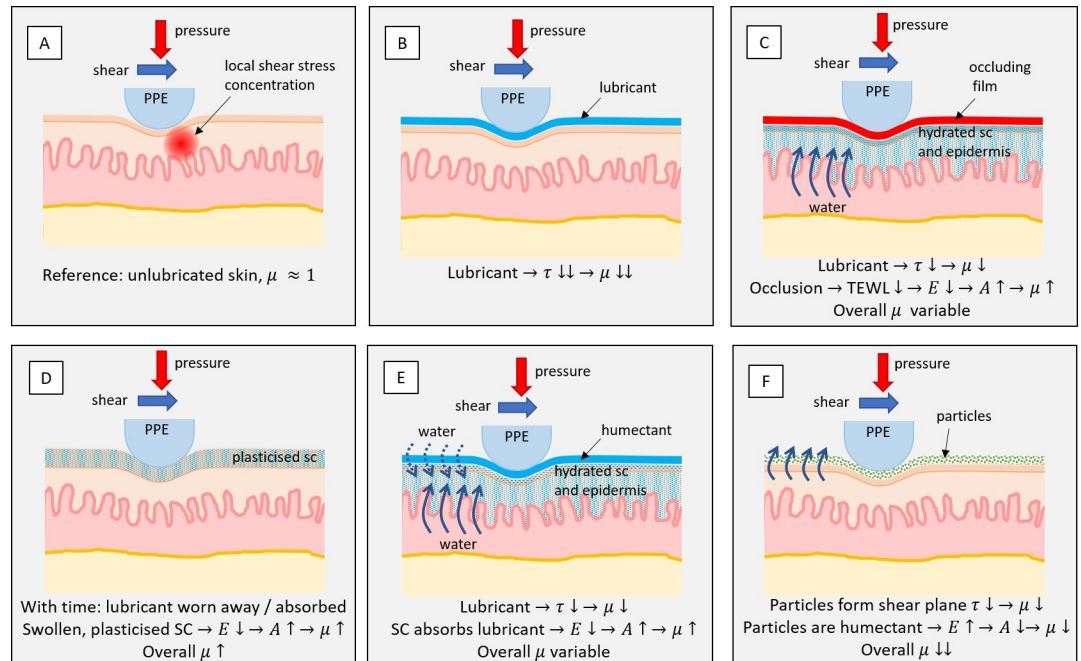 A
pressure
shear
local shear stress
concentration
PPE
Reference: unlubricated skin, μ ≈ 1
B
pressure
shear
lubricant
PPE
Lubricant → τ ↓↓ → μ ↓↓
C
pressure
shear
occluding
film
PPE
hydrated sc
and epidermis
water
Lubricant → τ ↓ → μ ↓
Occlusion → TEWL ↓ → E ↓ → A ↑ → μ ↑
Overall μ variable
D
pressure
shear
PPE
plasticised sc
With time: lubricant worn away / absorbed
Swollen, plasticised SC → E ↓ → A ↑ → μ ↑
Overall μ ↑
E
pressure
shear
humectant
water
PPE
hydrated sc
and epidermis
water
Lubricant → τ ↓ → μ ↓
SC absorbs lubricant → E ↓ → A ↑ → μ ↑
Overall μ variable
F
pressure
shear
particles
PPE
Particles form shear plane τ ↓ → μ ↓
Particles are humectant → E ↑ → A ↓ → μ ↓
Overall μ ↓↓